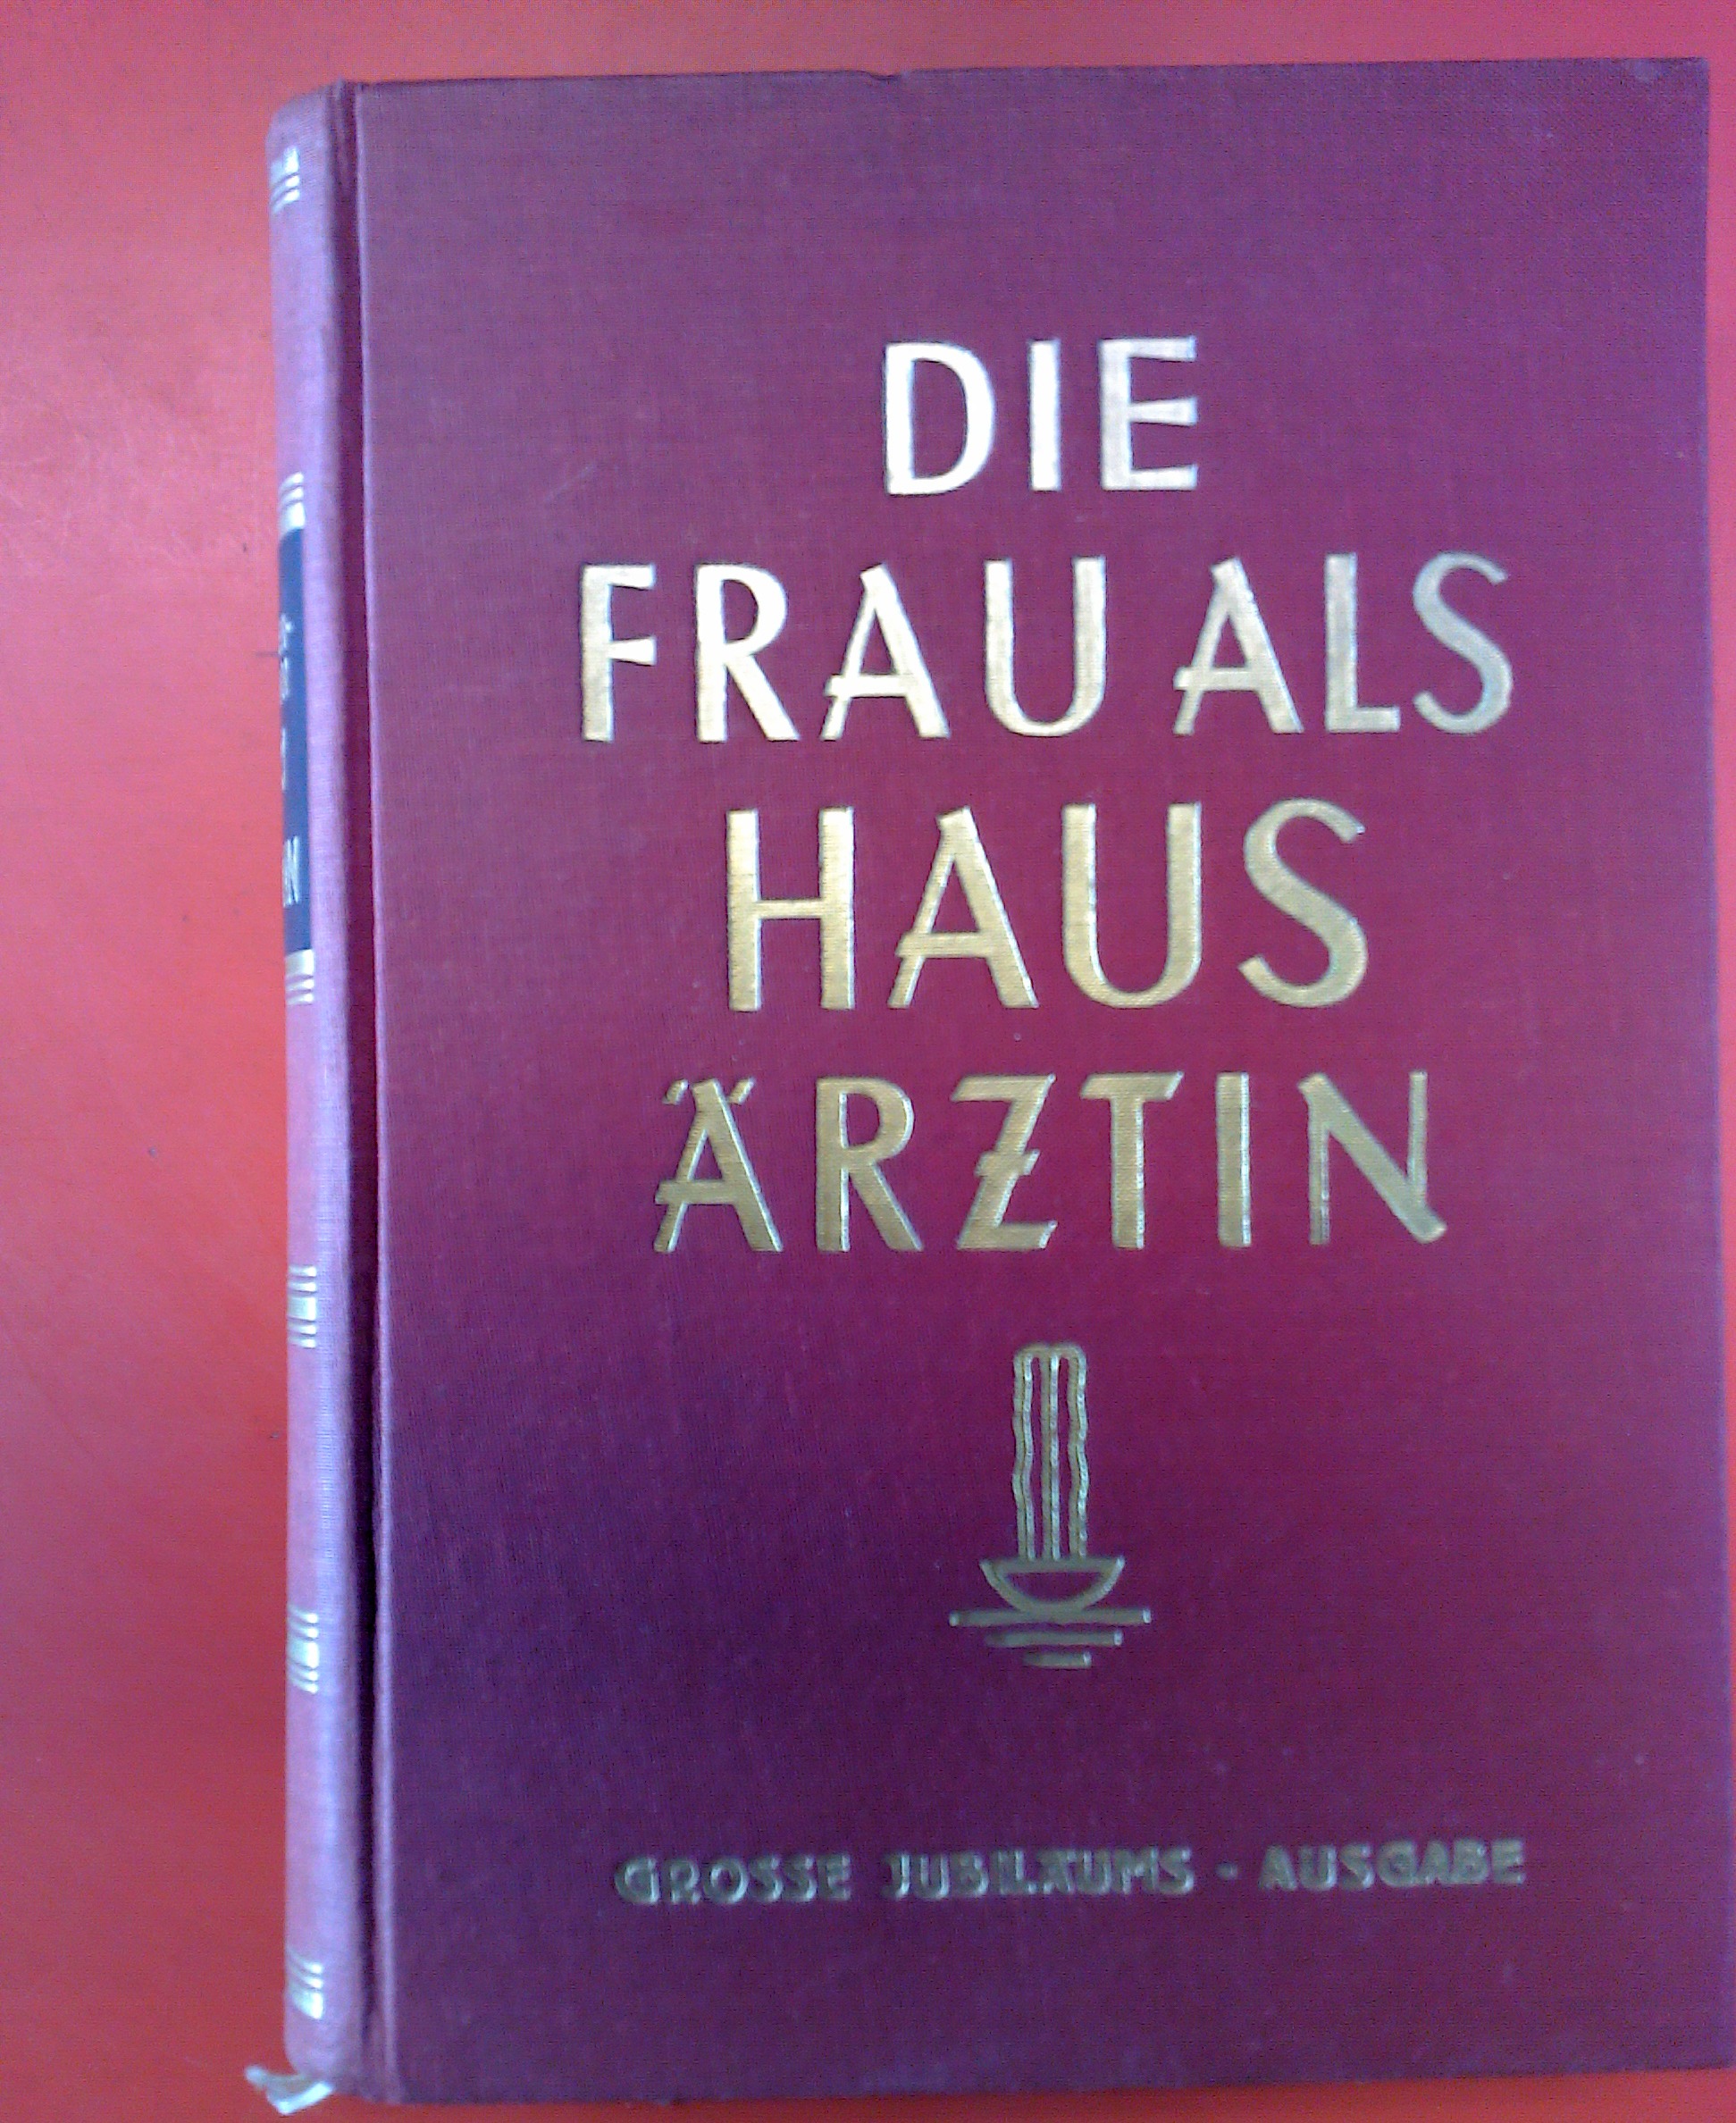 DIE
FRAU ALS
HAUS
ÄRZTIN
GROSSE JUBILÄUMS - AUSGABE